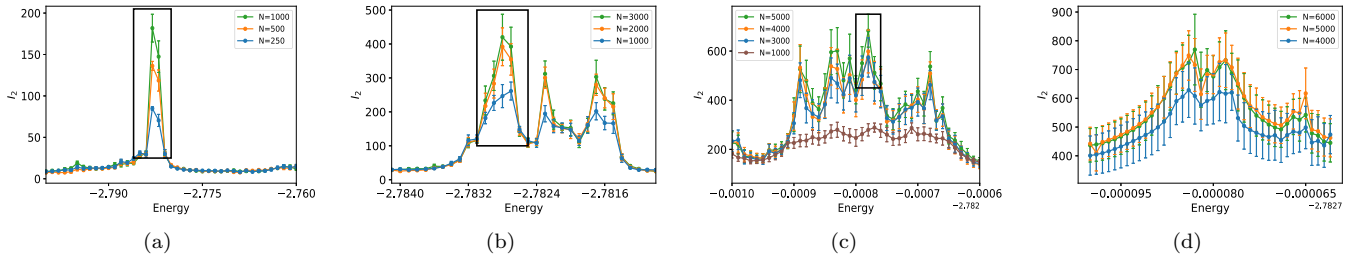 200
150
100
50
0
I₂
−2.790
−2.775
−2.760
Energy
N=1000
N=500
N=250
(a)
500
400
300
200
100
0
I₂
−2.7840
−2.7832
−2.7824
−2.7816
Energy
N=3000
N=2000
N=1000
(b)
600
400
200
I₂
−0.0010
−0.0009
−0.0008
−0.0007
−0.0006
−2.782
Energy
N=5000
N=4000
N=3000
N=1000
(c)
900
800
700
600
500
400
I₂
−0.000095
−0.000080
−0.000065
−2.7827
Energy
N=6000
N=5000
N=4000
(d)